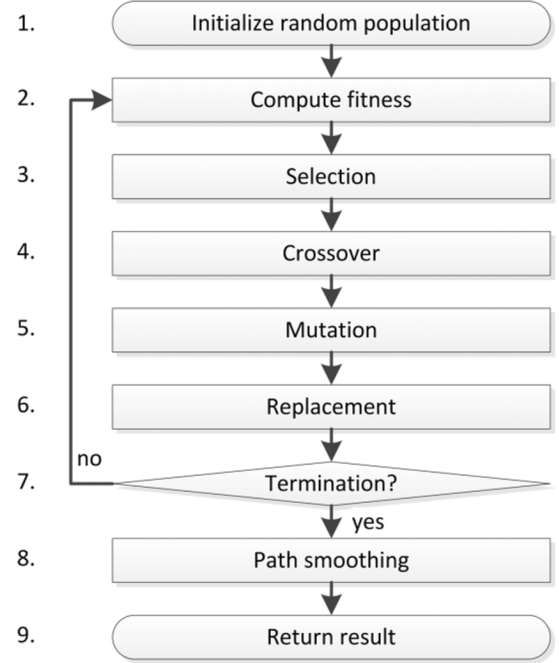 1. Initialize random population
2. Compute fitness
3. Selection
4. Crossover
5. Mutation
6. Replacement
no
7. Termination?
yes
8. Path smoothing
9. Return result